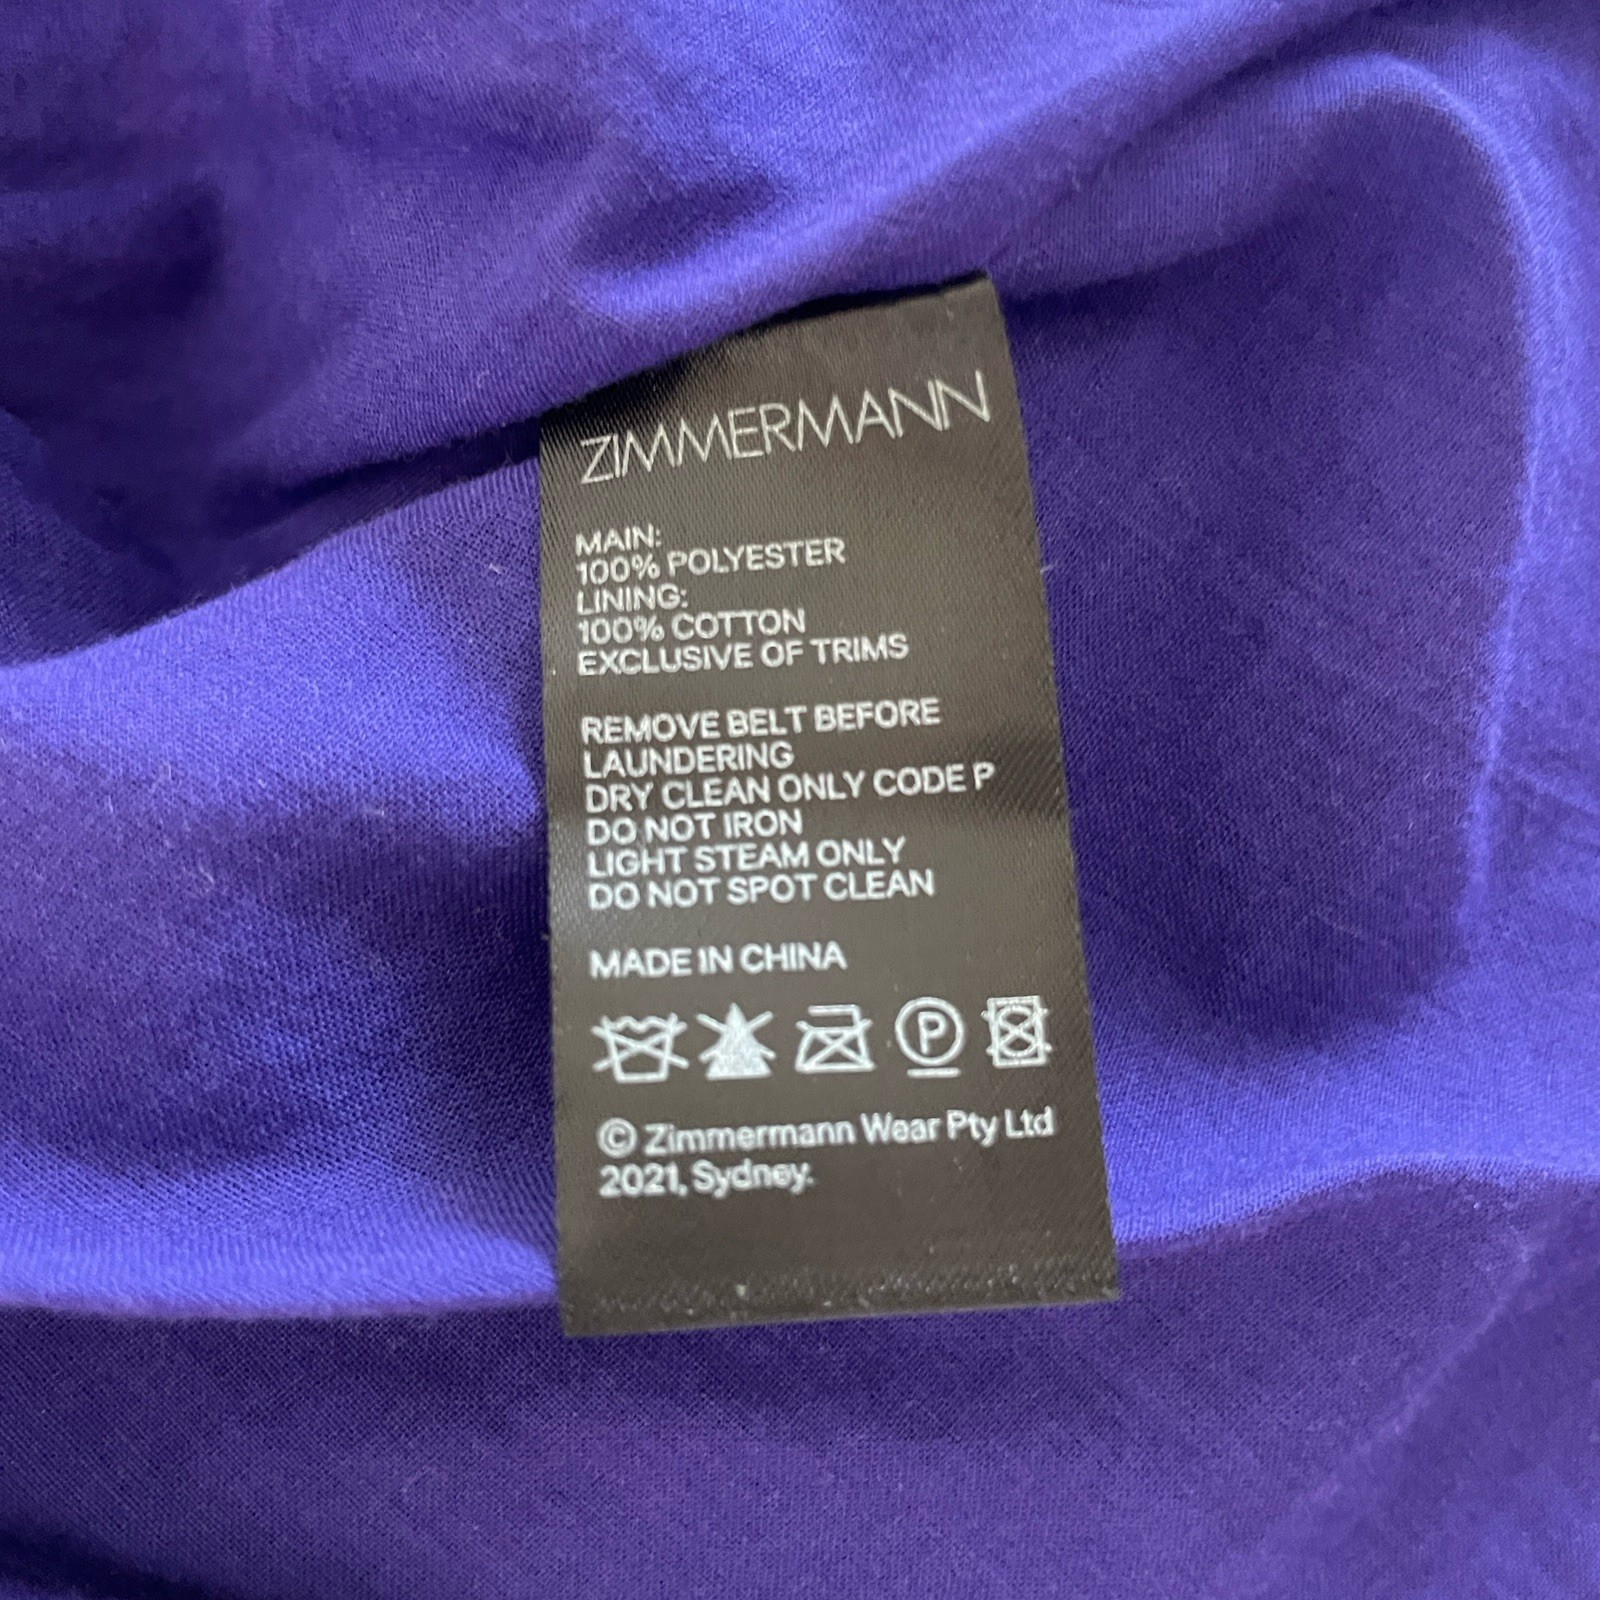 ZIMMERMANN
MAIN:
100% POLYESTER
LINING:
100% COTTON
EXCLUSIVE OF TRIMS
REMOVE BELT BEFORE
LAUNDERING
DRY CLEAN ONLY CODE P
DO NOT IRON
LIGHT STEAM ONLY
DO NOT SPOT CLEAN
MADE IN CHINA
P
© Zimmermann Wear Pty Ltd
2021, Sydney.